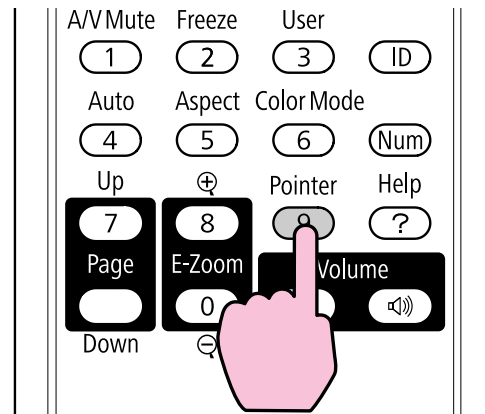 A/V Mute Freeze User
1 2 3 ID
Auto Aspect Color Mode
4 5 6 Num
Up Pointer Help
7 8 9 ?
Page E-Zoom Volume
0
Down